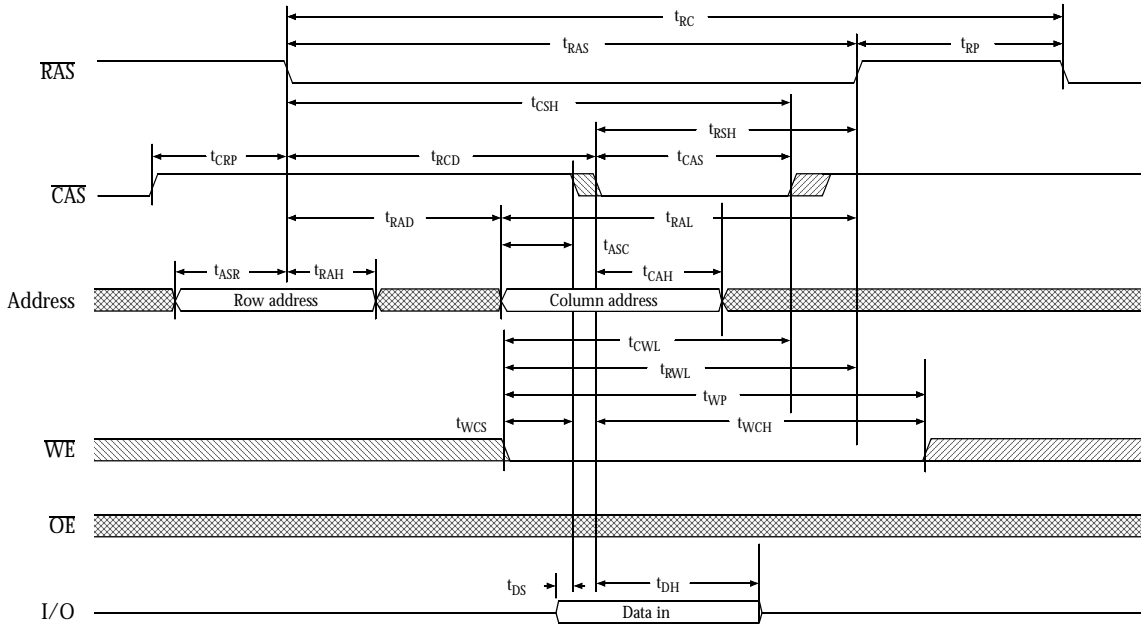 tRC
tRAS
tRP
RAS
tCSH
tRSH
tCRP
tRCD
tCAS
CAS
tRAD
tRAL
tASC
tASR
tRAH
tCAH
Address
Row address
Column address
tCWL
tRWL
tWP
tWCS
tWCH
WE
OE
tDS
tDH
I/O
Data in